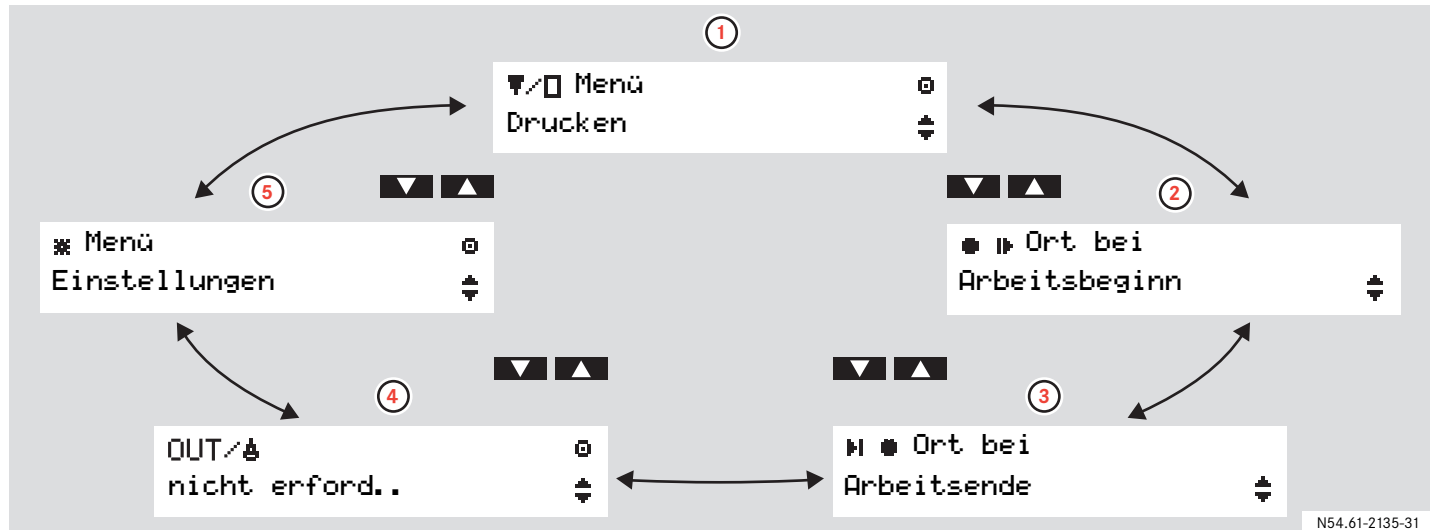 1
▼/▯ Menü
Drucken
2
Ort bei
Arbeitsbeginn
3
Ort bei
Arbeitsende
4
OUT/
nicht erford..
5
Menü
Einstellungen
N54.61-2135-31